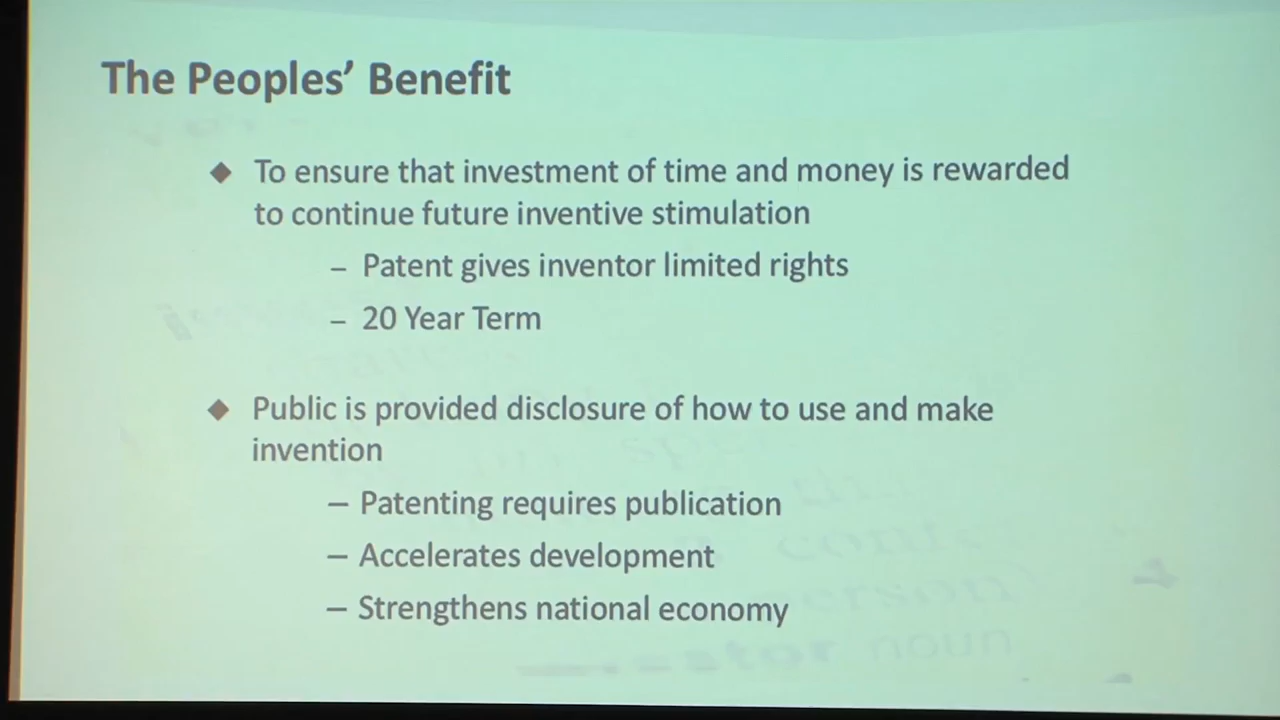 The Peoples’ Benefit
◆ To ensure that investment of time and money is rewarded
to continue future inventive stimulation
– Patent gives inventor limited rights
– 20 Year Term
◆ Public is provided disclosure of how to use and make
invention
– Patenting requires publication
– Accelerates development
– Strengthens national economy
noun